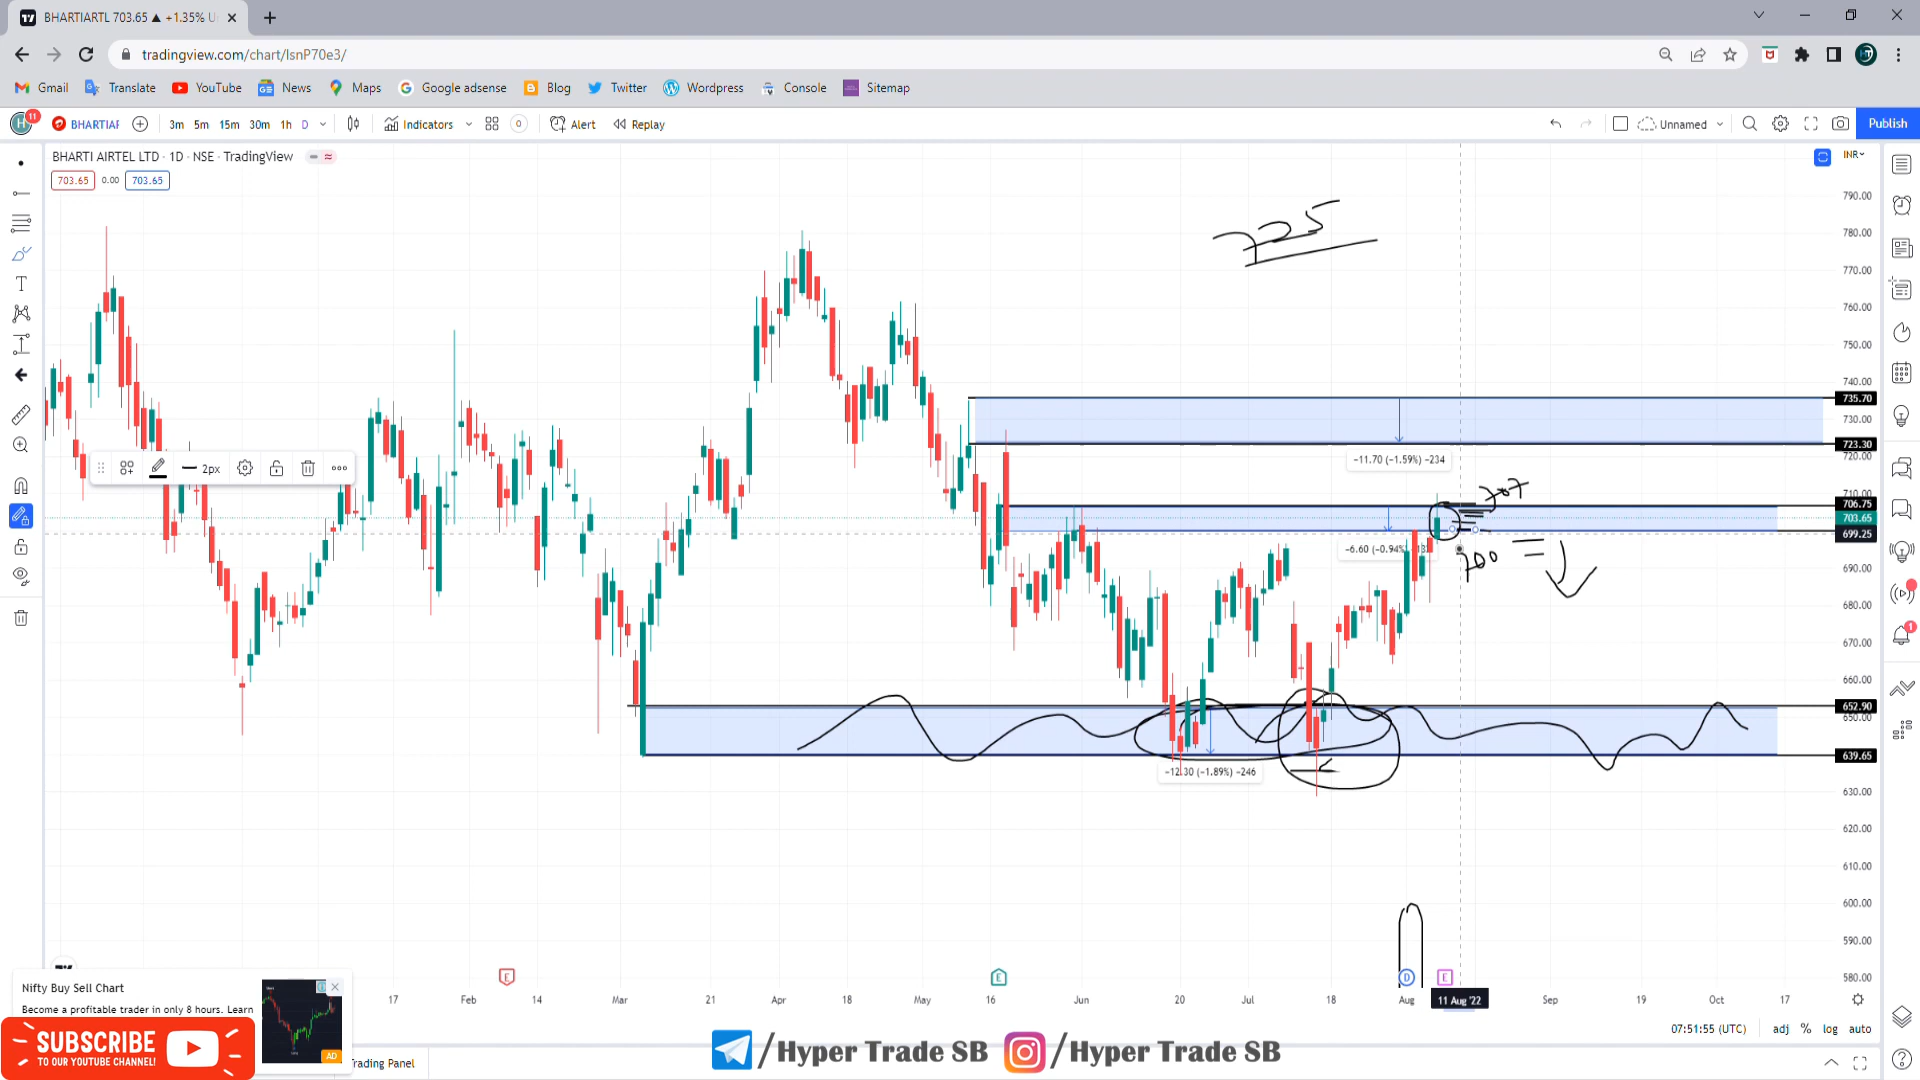 BHARTIARTL 703.65 ▲ +1.35% U
tradingview.com/chart/lsnP70e3/
Gmail Translate YouTube News Maps Google adsense Blog Twitter Wordpress Console Sitemap
H 11 BHARTIAF 3m 5m 15m 30m 1h D Indicators 0 Alert Replay Unnamed Publish
BHARTI AIRTEL LTD · 1D · NSE · TradingView
INR
703.65 0.00 703.65
790.00
780.00
770.00
760.00
750.00
740.00
735.70
730.00
723.30
720.00
710.00
706.75
703.65
699.25
690.00
680.00
670.00
660.00
652.90
650.00
639.65
630.00
620.00
610.00
600.00
590.00
580.00
725
−11.70 (−1.59%) −234
2px
707
−6.60 (−0.94%)
700
−12.30 (−1.89%) −246
E E D E
17 Feb 14 Mar 21 Apr 18 May 16 Jun 20 Jul 18 Aug 11 Aug '22 Sep 19 Oct 17
Nifty Buy Sell Chart
Become a profitable trader in only 8 hours. Learn
AD
07:51:55 (UTC) adj % log auto
SUBSCRIBE
TO OUR YOUTUBE CHANNEL!
rading Panel
/Hyper Trade SB /Hyper Trade SB
1